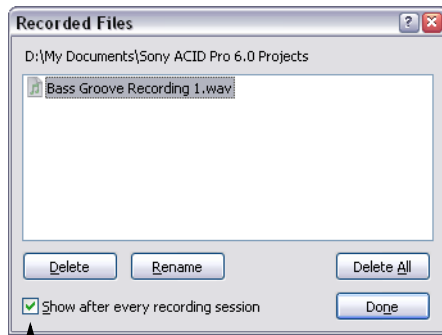 Recorded Files
D:\My Documents\Sony ACID Pro 6.0 Projects
Bass Groove Recording 1.wav
Delete Rename Delete All
Show after every recording session Done